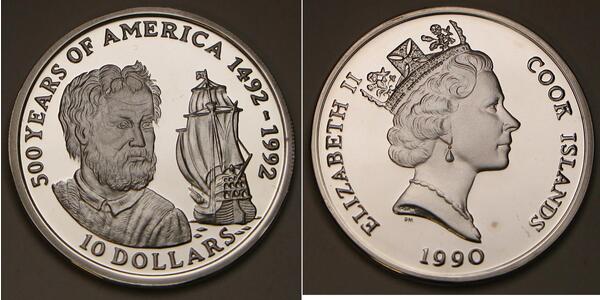 500 YEARS OF AMERICA 1492-1992
10 DOLLARS
ELIZABETH II
COOK ISLANDS
1990